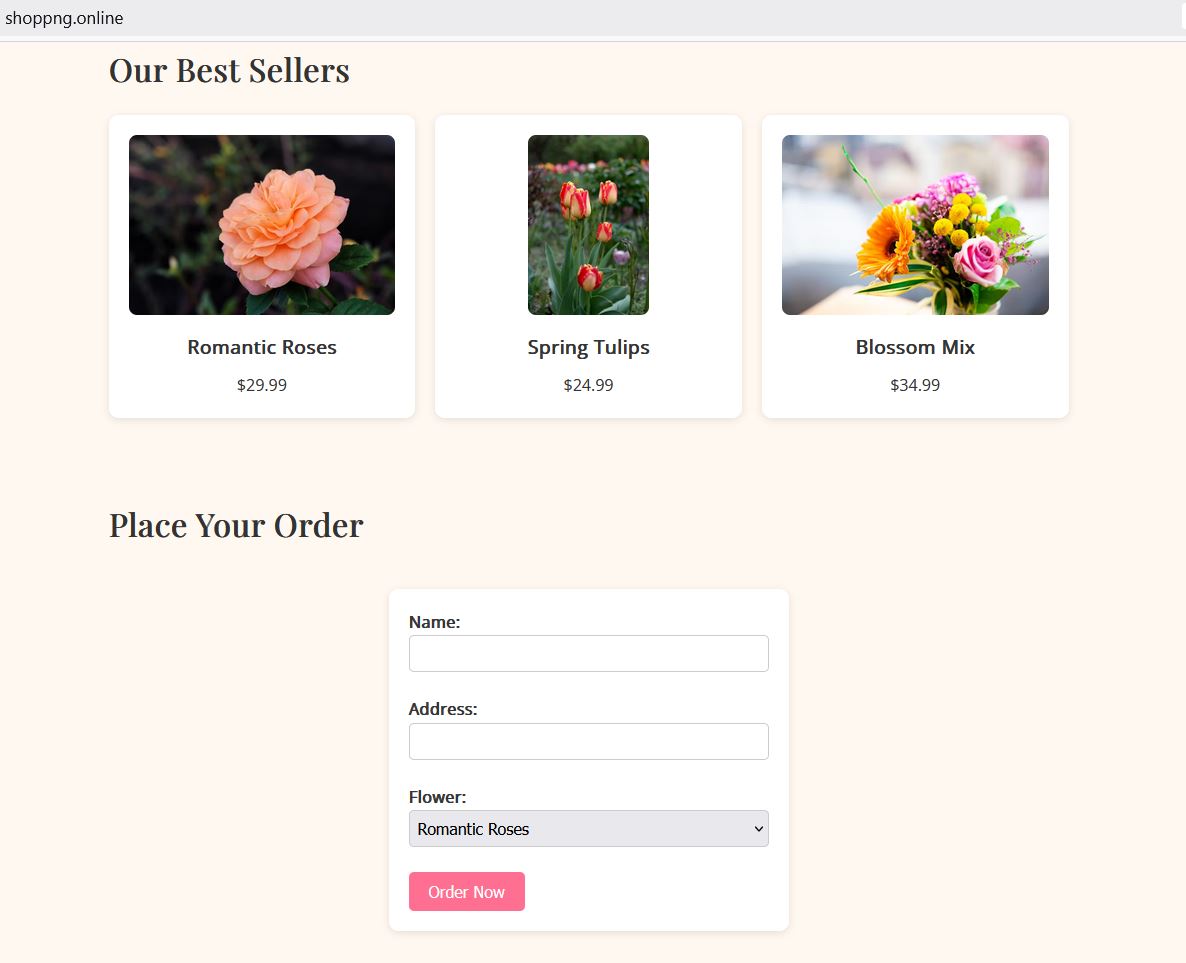 shoppng.online
Our Best Sellers
Romantic Roses
$29.99
Spring Tulips
$24.99
Blossom Mix
$34.99
Place Your Order
Name:
Address:
Flower:
Romantic Roses
Order Now